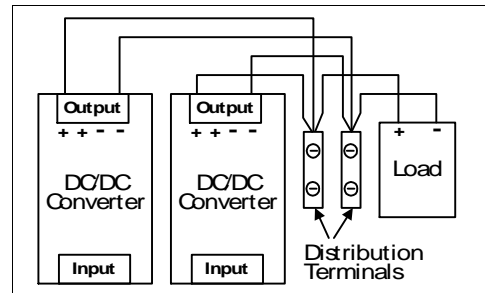 Output
+ + - -
DC/DC
Converter
Input
Output
+ + - -
DC/DC
Converter
Input
+ -
Load
Distribution
Terminals